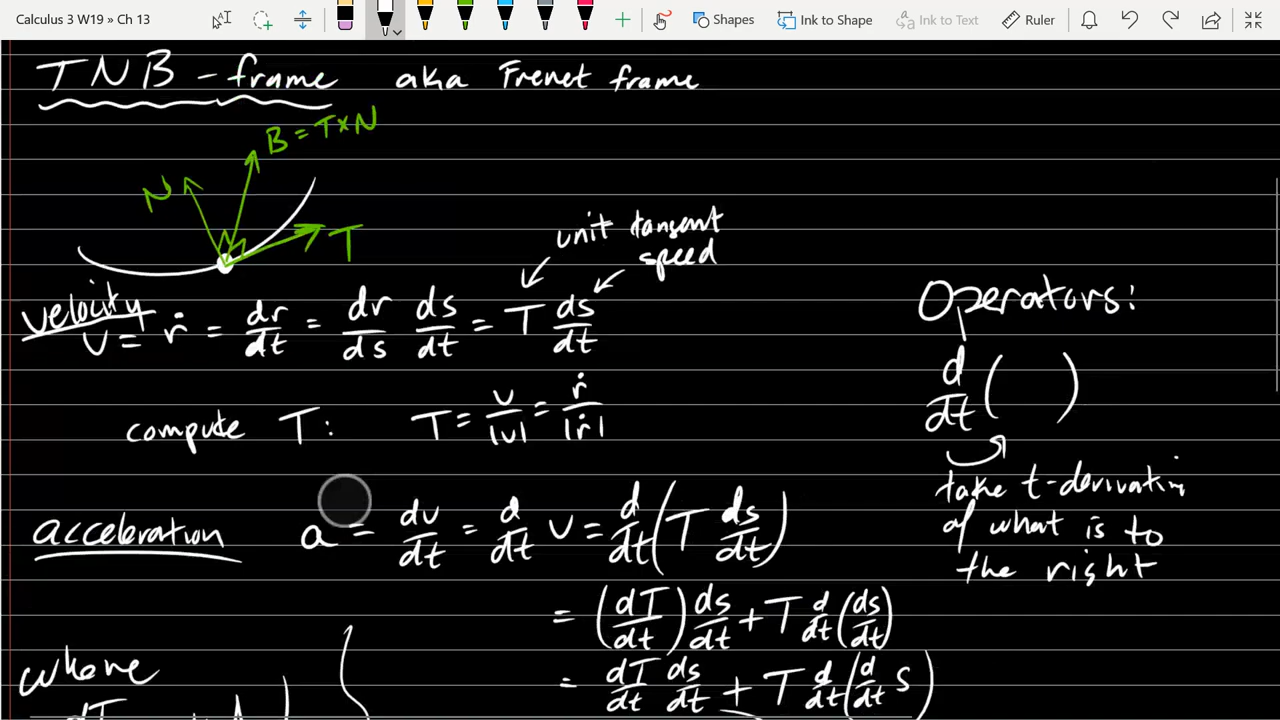 Calculus 3 W19 » Ch 13
Shapes
Ink to Shape
Ink to Text
Ruler
TNB-frame aka Frenet frame
B = T×N
N
T
unit tangent
speed
velocity
v = ṙ = dr/dt = dr/ds ds/dt = T ds/dt
Operators:
d/dt ( )
compute T: T = v/|v| = ṙ/|ṙ|
take t-derivative
of what is to
the right
acceleration a = dv/dt = d/dt v = d/dt (T ds/dt)
= (dT/dt) ds/dt + T d/dt (ds/dt)
where
= dT/dt ds/dt + T d/dt (d/dt s)